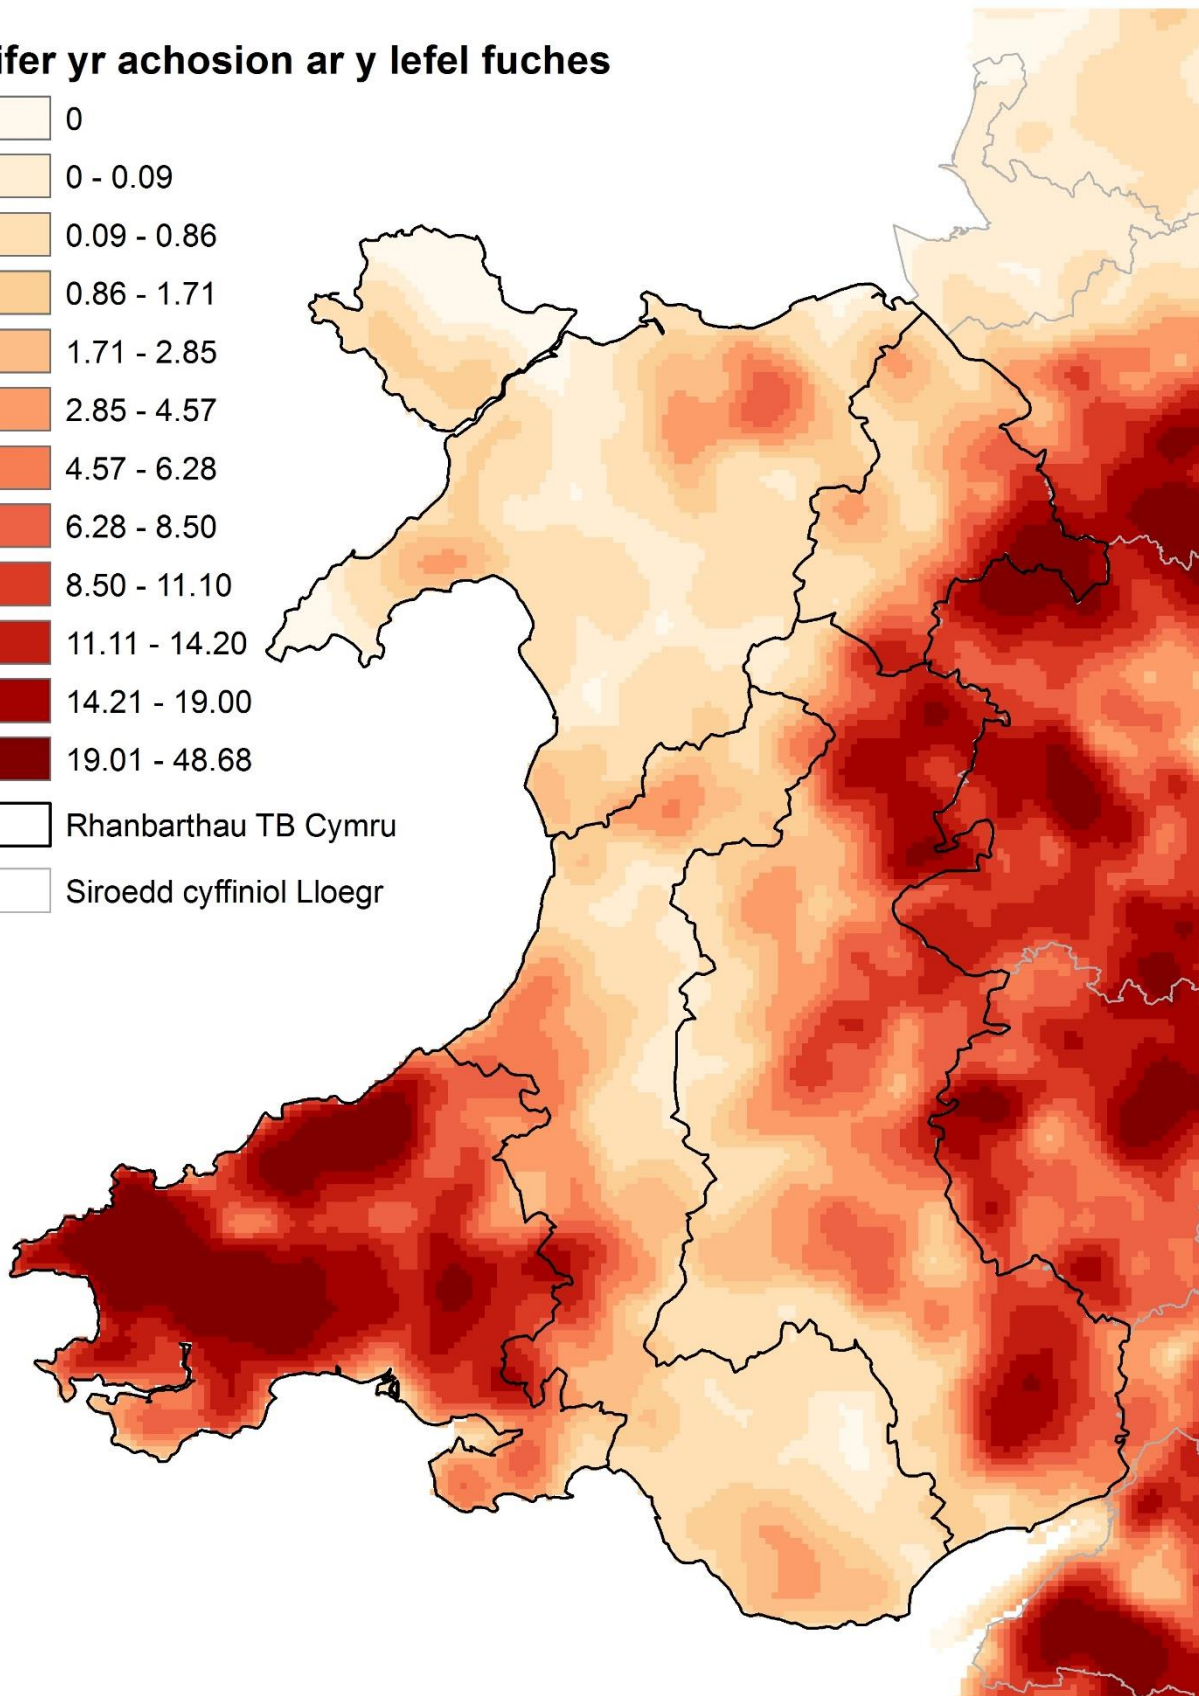 ifer yr achosion ar y lefel fuches
0
0 - 0.09
0.09 - 0.86
0.86 - 1.71
1.71 - 2.85
2.85 - 4.57
4.57 - 6.28
6.28 - 8.50
8.50 - 11.10
11.11 - 14.20
14.21 - 19.00
19.01 - 48.68
Rhanbarthau TB Cymru
Siroedd cyffiniol Lloegr